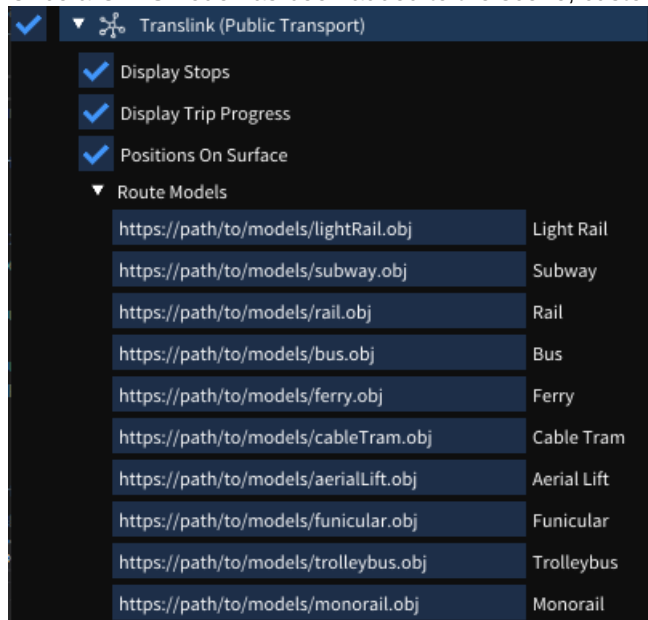 Translink (Public Transport)
Display Stops
Display Trip Progress
Positions On Surface
Route Models
https://path/to/models/lightRail.obj Light Rail
https://path/to/models/subway.obj Subway
https://path/to/models/rail.obj Rail
https://path/to/models/bus.obj Bus
https://path/to/models/ferry.obj Ferry
https://path/to/models/cableTram.obj Cable Tram
https://path/to/models/aerialLift.obj Aerial Lift
https://path/to/models/funicular.obj Funicular
https://path/to/models/trolleybus.obj Trolleybus
https://path/to/models/monorail.obj Monorail